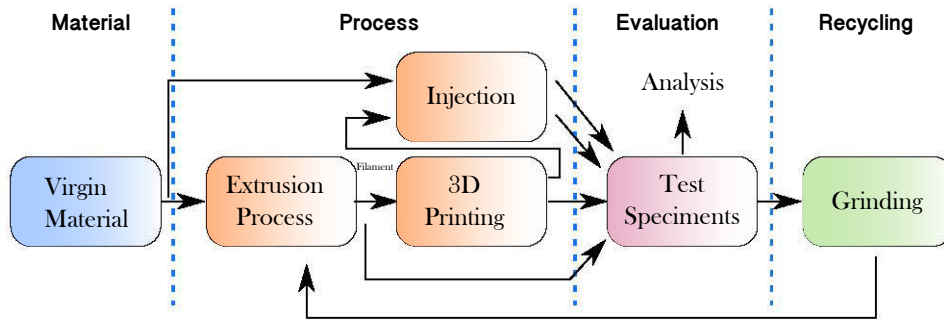 Material
Process
Evaluation
Recycling
Injection
Analysis
Virgin
Material
Extrusion
Process
Filament
3D
Printing
Test
Speciments
Grinding